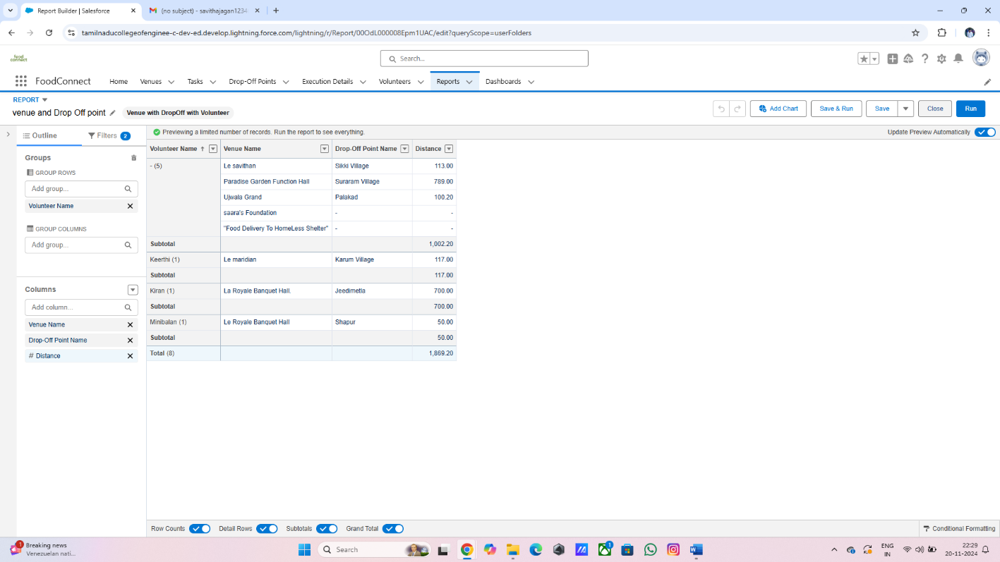 Report Builder | Salesforce
(no subject) - savithajagan1234
tamilnaducollegeofenginee-c-dev-ed.develop.lightning.force.com/lightning/r/Report/00OdL000008Epm1UAC/edit?queryScope=userFolders
food connect
Search...
FoodConnect
Home
Venues
Tasks
Drop-Off Points
Execution Details
Volunteers
Reports
Dashboards
REPORT
venue and Drop Off point
Venue with DropOff with Volunteer
Add Chart
Save & Run
Save
Close
Run
Outline
Filters 2
Previewing a limited number of records. Run the report to see everything.
Update Preview Automatically
Groups
GROUP ROWS
Add group...
Volunteer Name
GROUP COLUMNS
Add group...
Columns
Add column...
Venue Name
Drop-Off Point Name
# Distance
Volunteer Name Venue Name Drop-Off Point Name Distance
- (5) Le savithan Sikki Village 113.00
Paradise Garden Function Hall Suraram Village 789.00
Ujwala Grand Palakad 100.20
saara's Foundation - -
"Food Delivery To HomeLess Shelter" - -
Subtotal 1,002.20
Keerthi (1) Le maridian Karum Village 117.00
Subtotal 117.00
Kiran (1) La Royale Banquet Hall. Jeedimetla 700.00
Subtotal 700.00
Minibalan (1) Le Royale Banquet Hall Shapur 50.00
Subtotal 50.00
Total (8) 1,869.20
Row Counts
Detail Rows
Subtotals
Grand Total
Conditional Formatting
1
Breaking news
Venezuelan nati...
Search
1
ENG
IN
22:29
20-11-2024